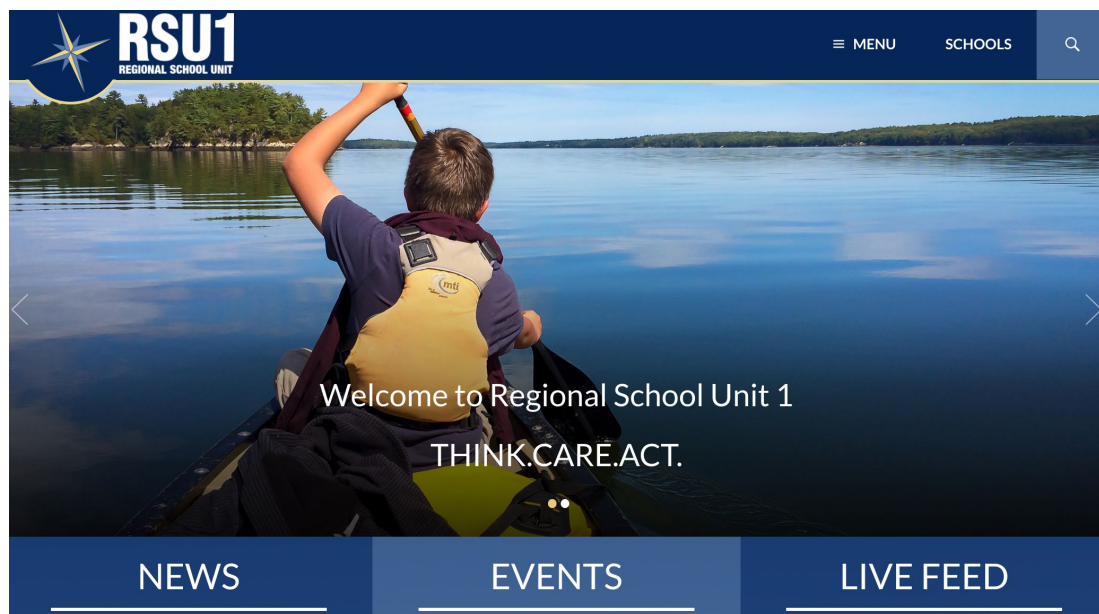 RSU1
REGIONAL SCHOOL UNIT
MENU
SCHOOLS
mti
Welcome to Regional School Unit 1
THINK.CARE.ACT.
NEWS
EVENTS
LIVE FEED